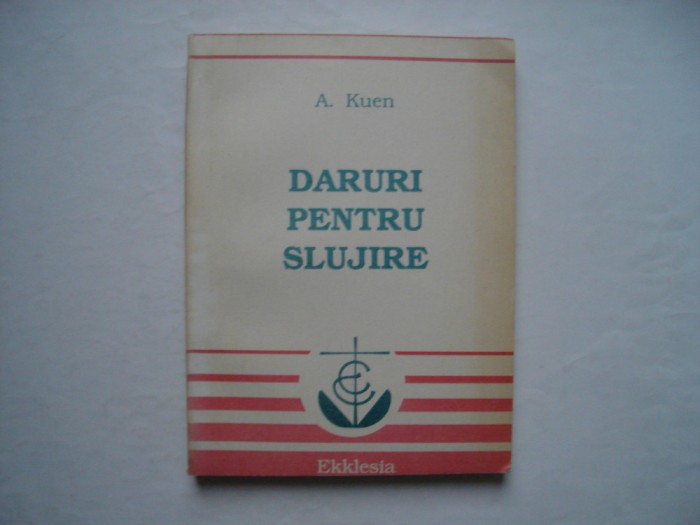 A. Kuen
DARURI
PENTRU
SLUJIRE
Ekklesia